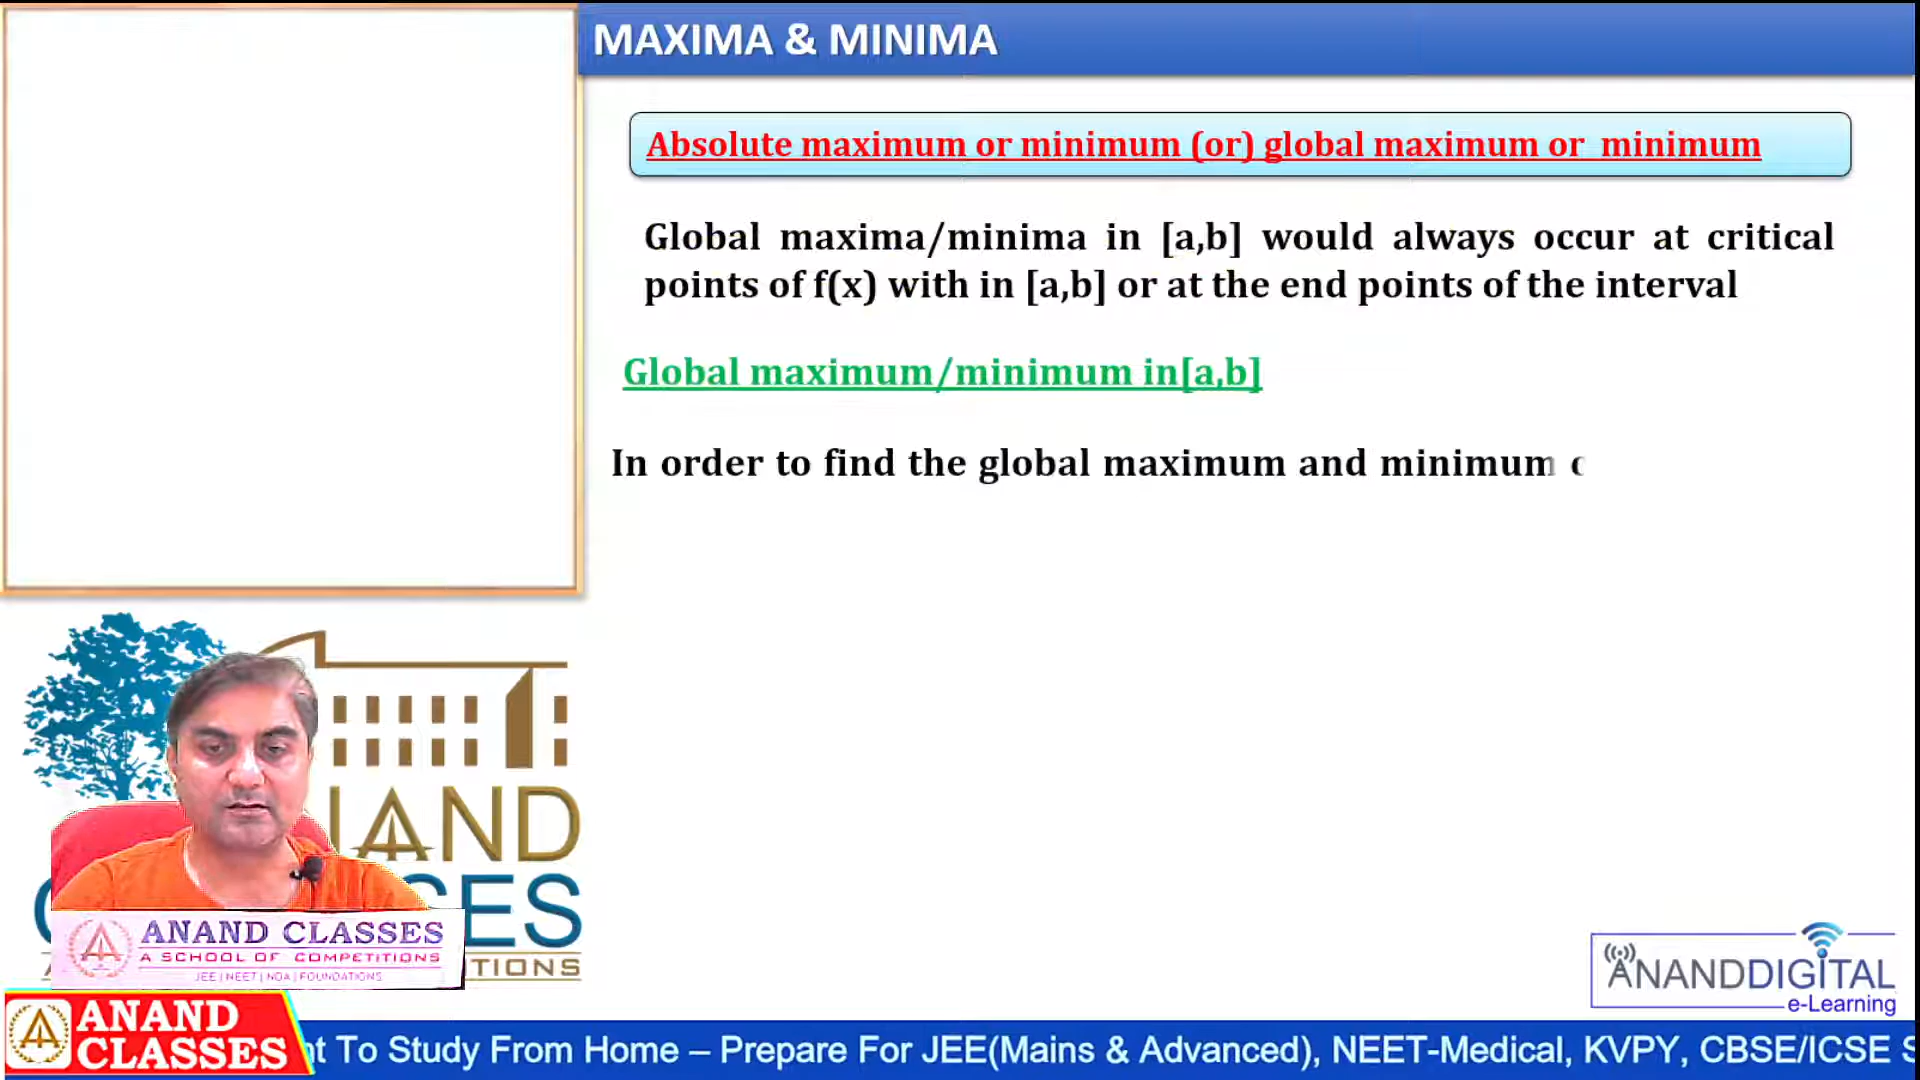 MAXIMA & MINIMA
Absolute maximum or minimum (or) global maximum or minimum
Global maxima/minima in [a,b] would always occur at critical
points of f(x) with in [a,b] or at the end points of the interval
Global maximum/minimum in[a,b]
In order to find the global maximum and minimum
AND
SES
TIONS
ANAND CLASSES
A SCHOOL OF COMPETITIONS
JEE | NEET | NDA | FOUNDATIONS
ANANDDIGITAL
e-Learning
ANAND
CLASSES
To Study From Home – Prepare For JEE(Mains & Advanced), NEET-Medical, KVPY, CBSE/ICSE